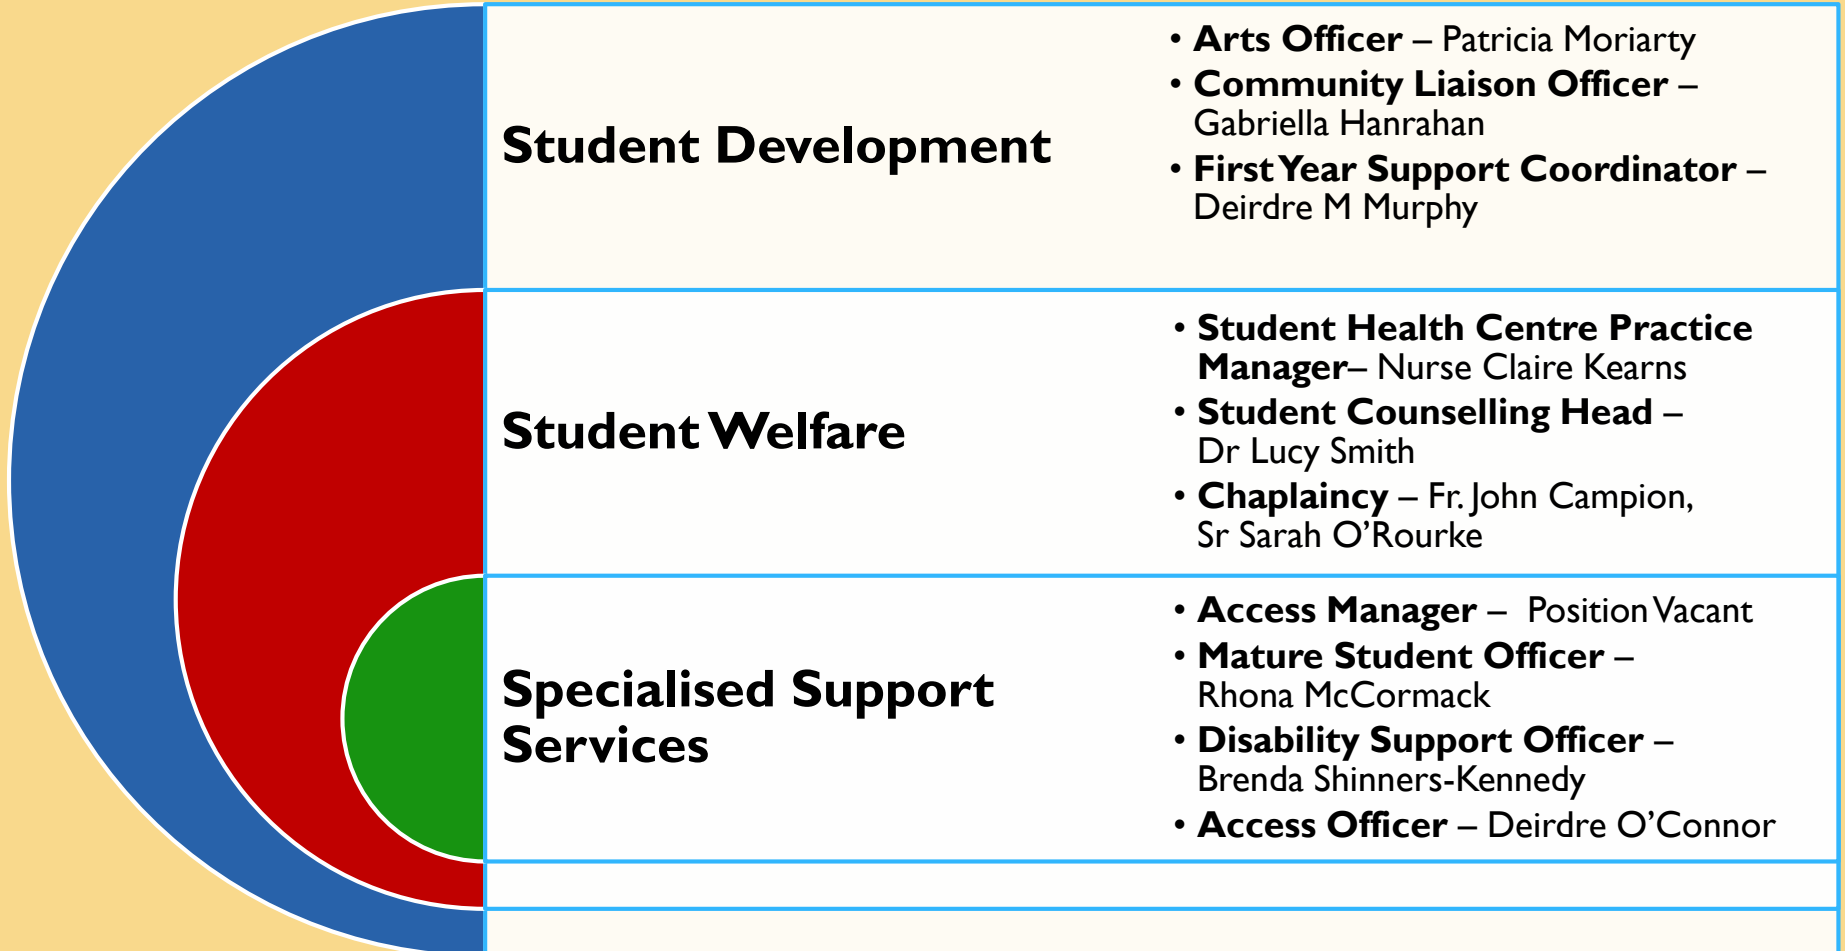 Student Development
• Arts Officer – Patricia Moriarty
• Community Liaison Officer –
Gabriella Hanrahan
• First Year Support Coordinator –
Deirdre M Murphy
Student Welfare
• Student Health Centre Practice
Manager– Nurse Claire Kearns
• Student Counselling Head –
Dr Lucy Smith
• Chaplaincy – Fr. John Campion,
Sr Sarah O’Rourke
Specialised Support
Services
• Access Manager – Position Vacant
• Mature Student Officer –
Rhona McCormack
• Disability Support Officer –
Brenda Shinners-Kennedy
• Access Officer – Deirdre O’Connor